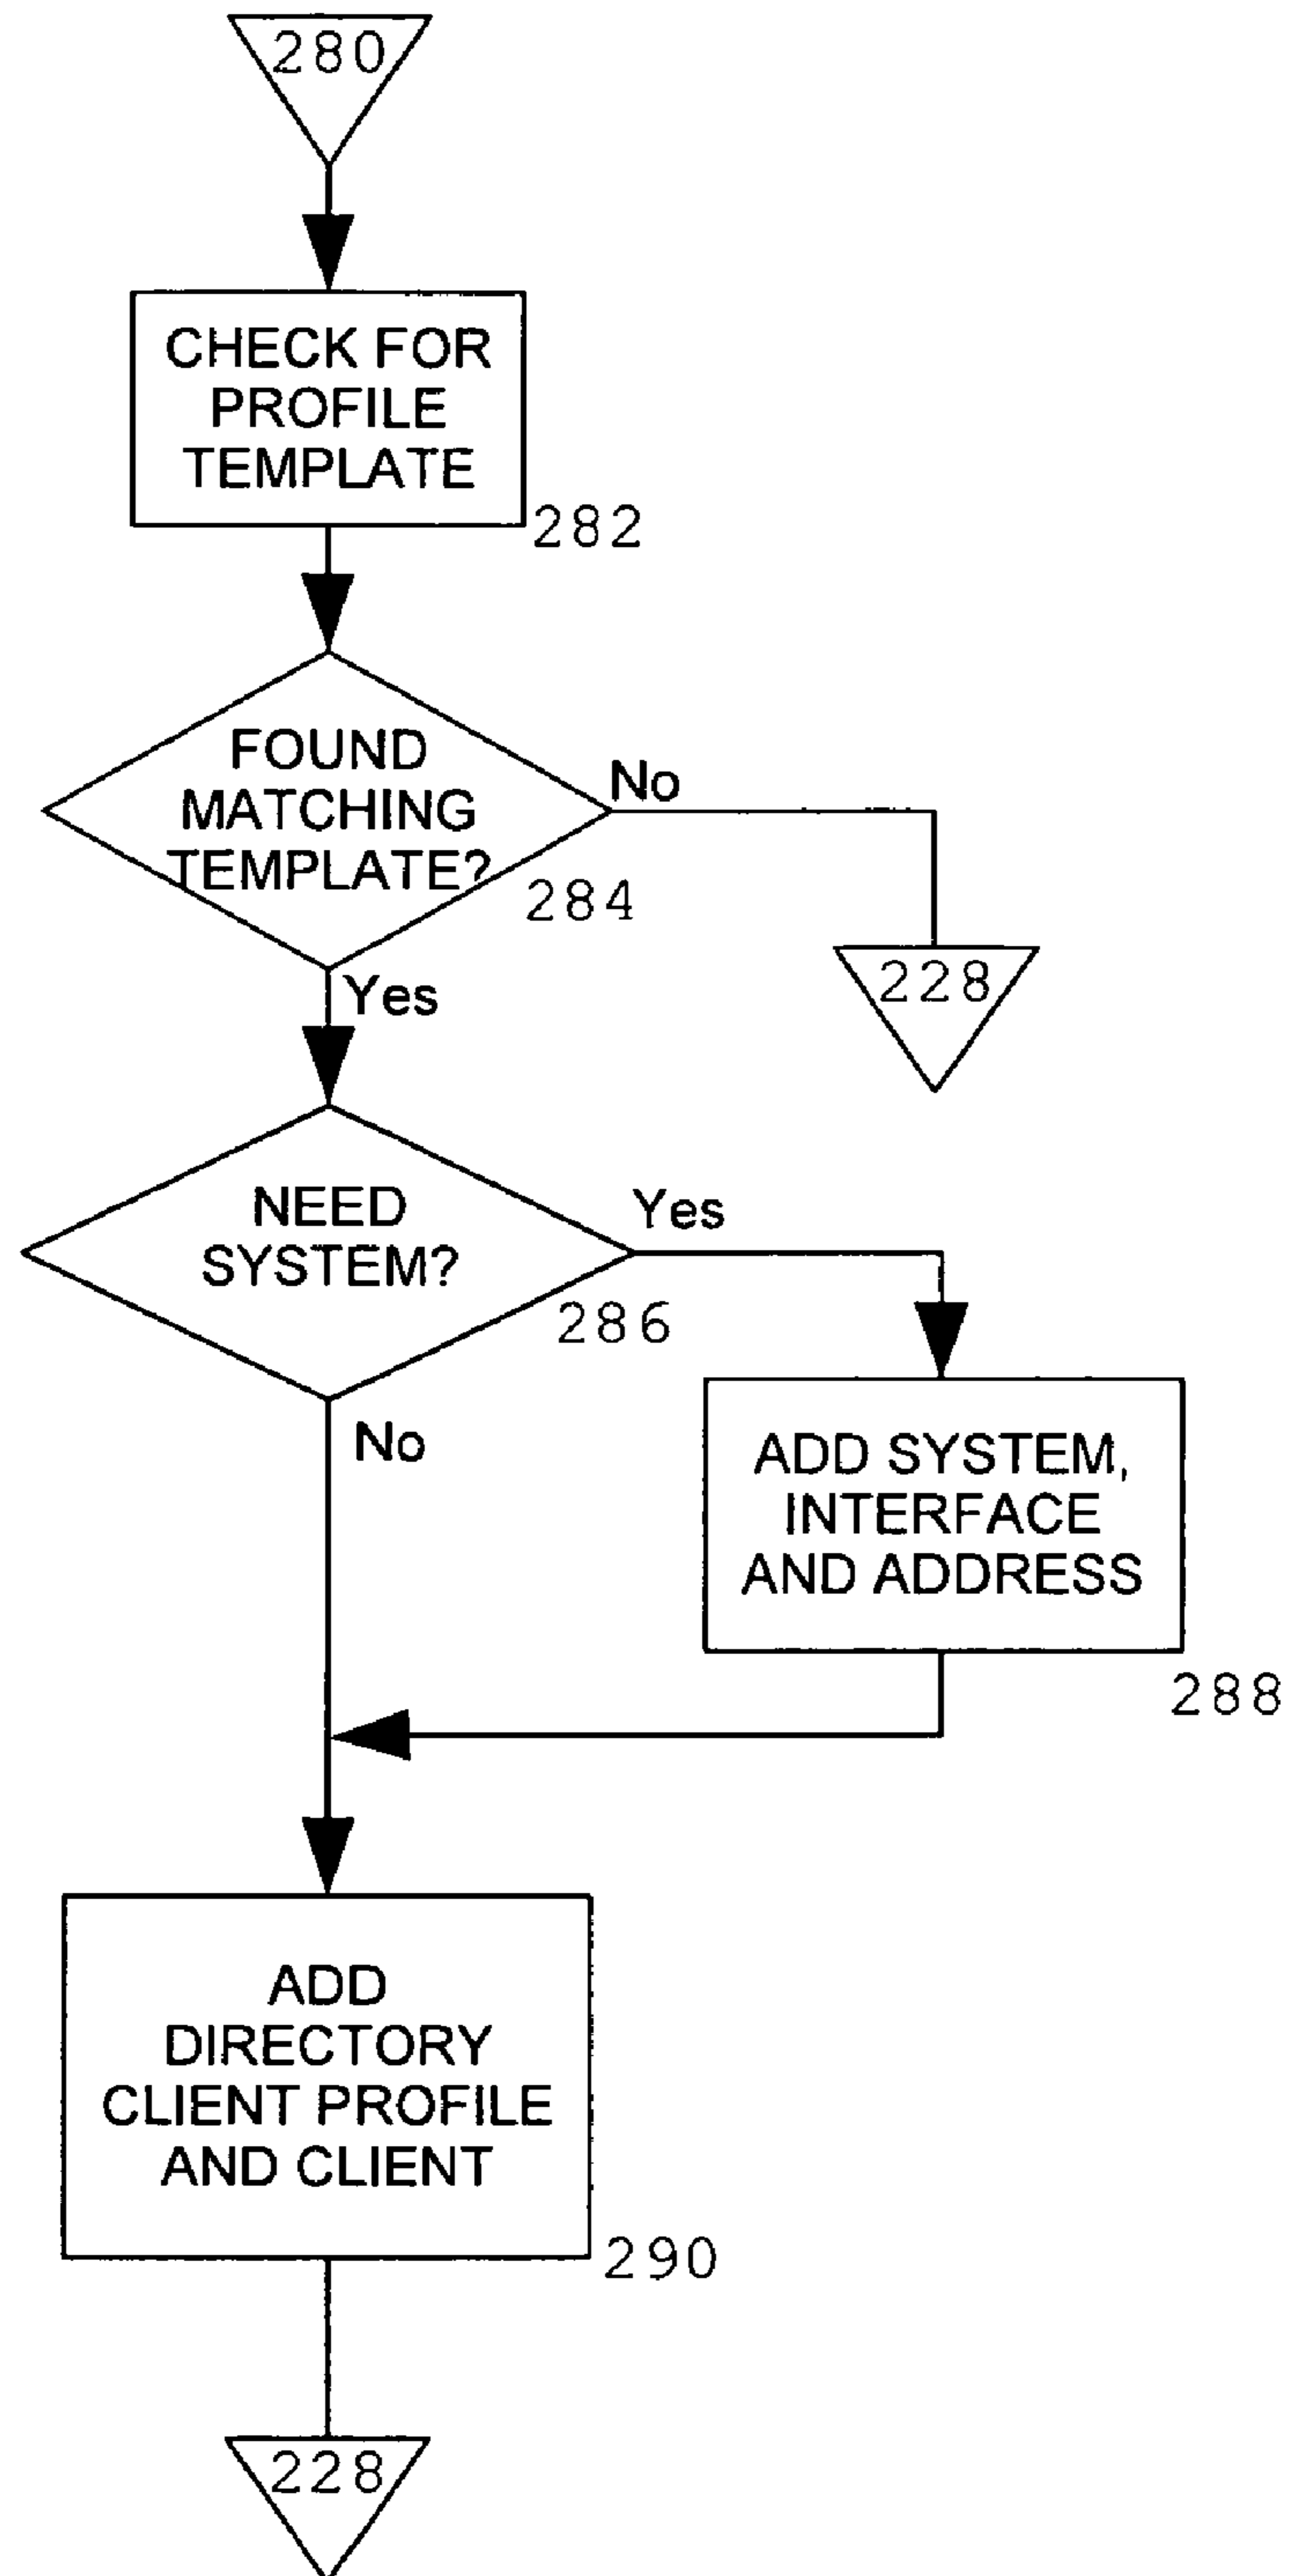 280
CHECK FOR
PROFILE
TEMPLATE
282
FOUND
MATCHING
TEMPLATE?
No
284
228
Yes
NEED
SYSTEM?
Yes
286
No
ADD SYSTEM,
INTERFACE
AND ADDRESS
288
ADD
DIRECTORY
CLIENT PROFILE
AND CLIENT
290
228